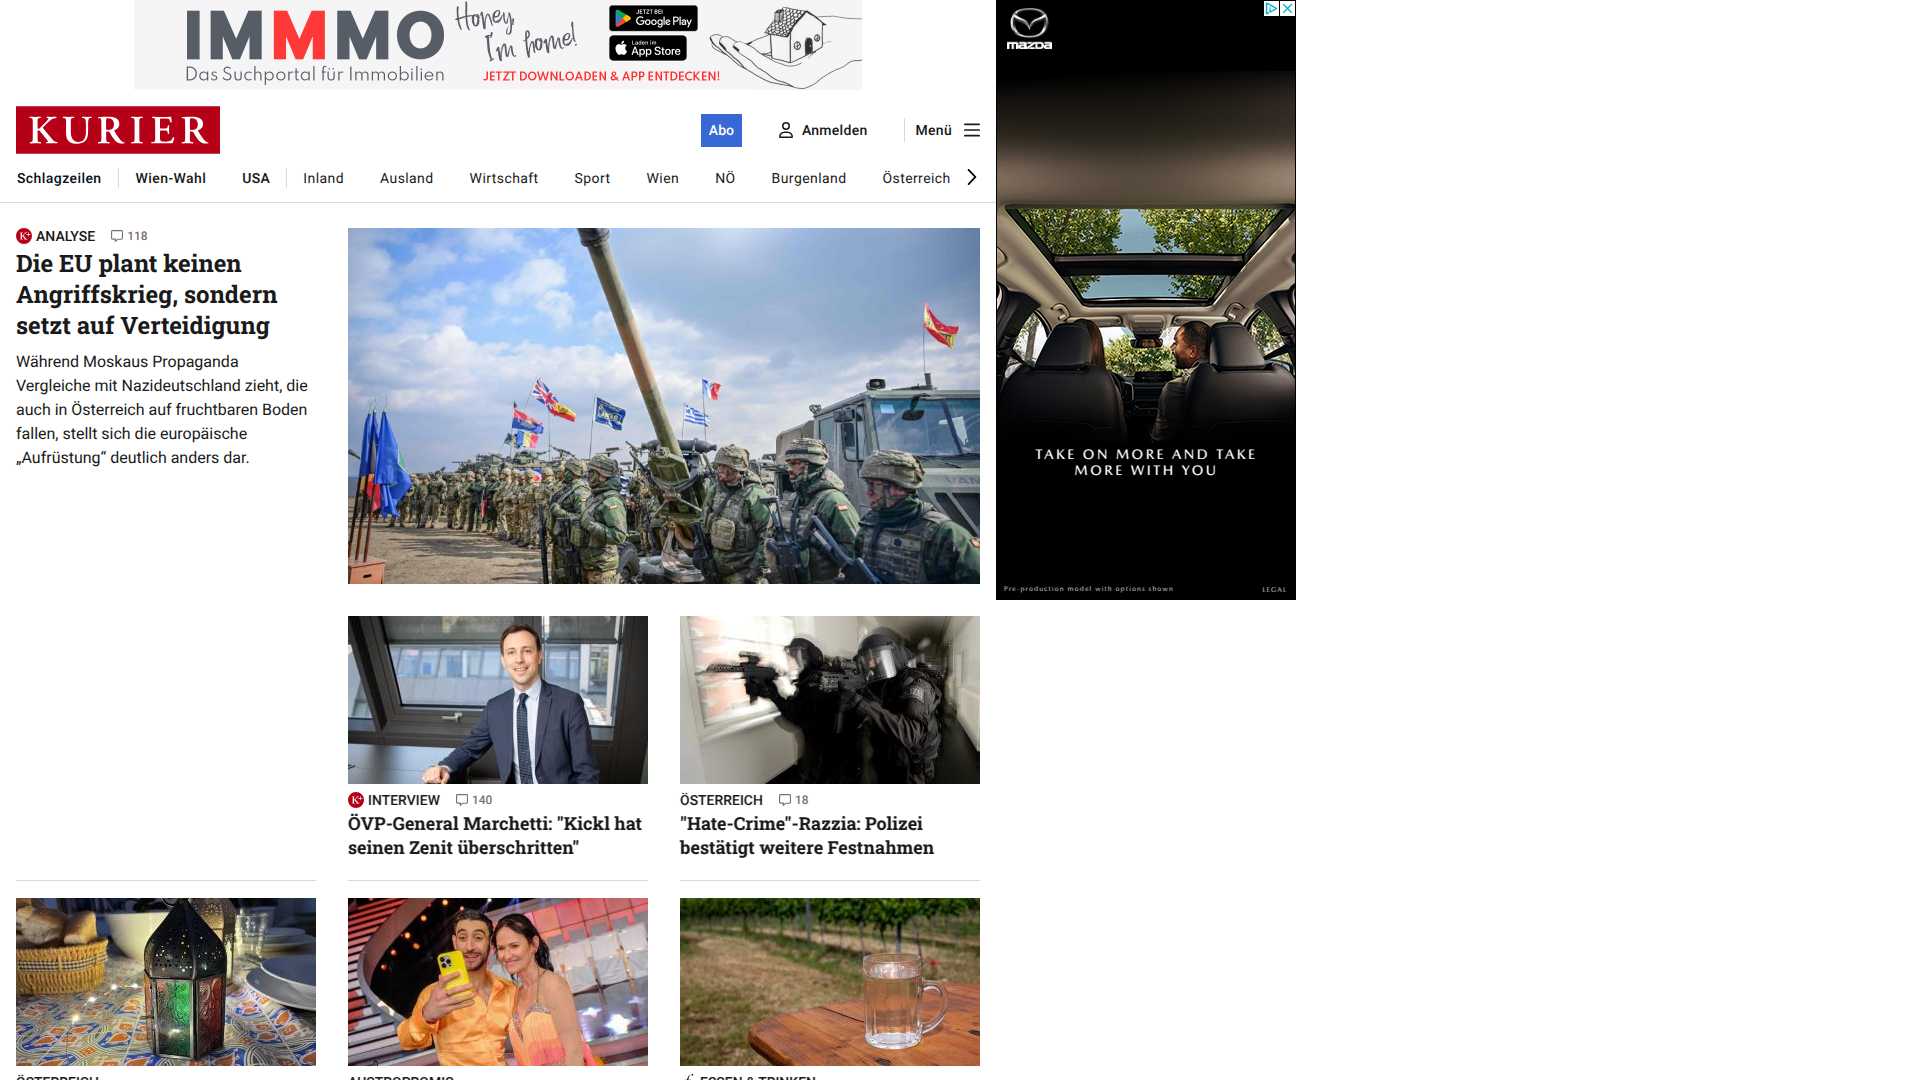 IMMMO
Das Suchportal für Immobilien
Honey,
I'm home!
JETZT BEI
Google Play
Laden im
App Store
JETZT DOWNLOADEN & APP ENTDECKEN!
KURIER
Abo
Anmelden
Menü
Schlagzeilen
Wien-Wahl
USA
Inland
Ausland
Wirtschaft
Sport
Wien
NÖ
Burgenland
Österreich
K+ ANALYSE 118
Die EU plant keinen
Angriffskrieg, sondern
setzt auf Verteidigung
Während Moskaus Propaganda
Vergleiche mit Nazideutschland zieht, die
auch in Österreich auf fruchtbaren Boden
fallen, stellt sich die europäische
„Aufrüstung“ deutlich anders dar.
K+ INTERVIEW 140
ÖVP-General Marchetti: "Kickl hat
seinen Zenit überschritten"
ÖSTERREICH 18
"Hate-Crime"-Razzia: Polizei
bestätigt weitere Festnahmen
ÖSTERREICH
AUSTROPROMIS
f ESSEN & TRINKEN
mazda
TAKE ON MORE AND TAKE
MORE WITH YOU
Pre-production model with options shown
LEGAL